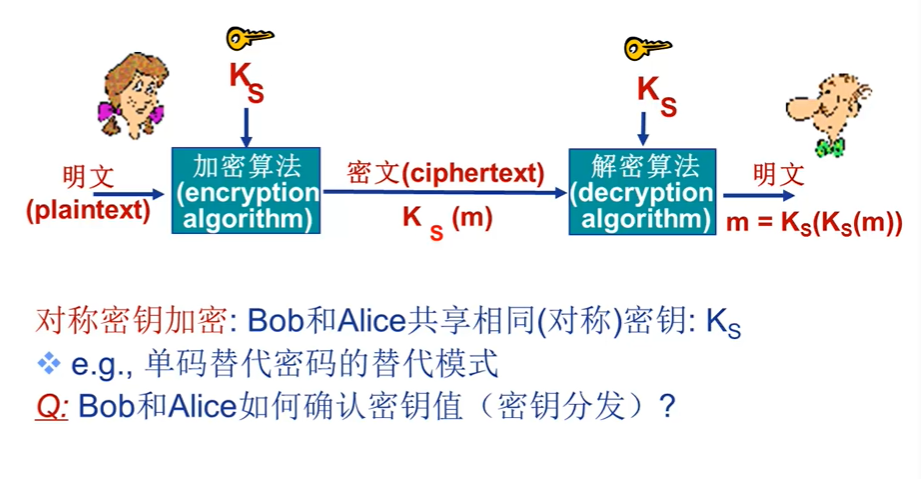 K_S
K_S
明文
(plaintext)
加密算法
(encryption
algorithm)
密文(ciphertext)
K_S (m)
解密算法
(decryption
algorithm)
明文
m = K_S(K_S(m))
对称密钥加密: Bob和Alice共享相同(对称)密钥: K_S
❖ e.g., 单码替代密码的替代模式
Q: Bob和Alice如何确认密钥值（密钥分发）?